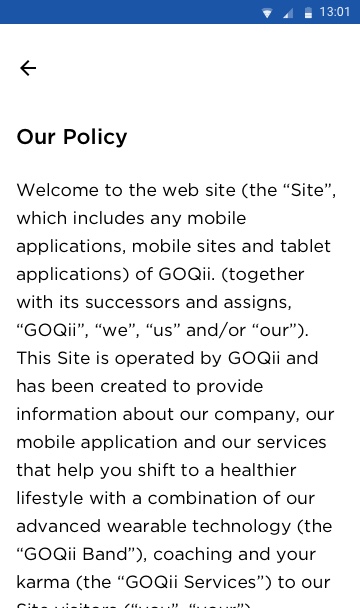 13:01
Our Policy
Welcome to the web site (the “Site”,
which includes any mobile
applications, mobile sites and tablet
applications) of GOQii. (together
with its successors and assigns,
“GOQii”, “we”, “us” and/or “our”).
This Site is operated by GOQii and
has been created to provide
information about our company, our
mobile application and our services
that help you shift to a healthier
lifestyle with a combination of our
advanced wearable technology (the
“GOQii Band”), coaching and your
karma (the “GOQii Services”) to our
Site visitors (“you”, “your”).